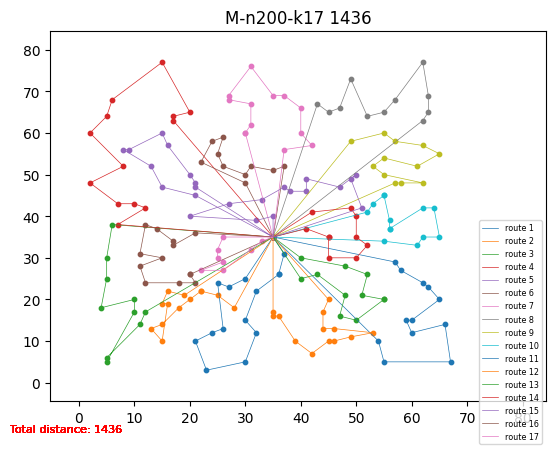 M-n200-k17 1436
80
70
60
50
40
30
20
10
0
0 10 20 30 40 50 60 70 80
route 1
route 2
route 3
route 4
route 5
route 6
route 7
route 8
route 9
route 10
route 11
route 12
route 13
route 14
route 15
route 16
route 17
Total distance: 1436